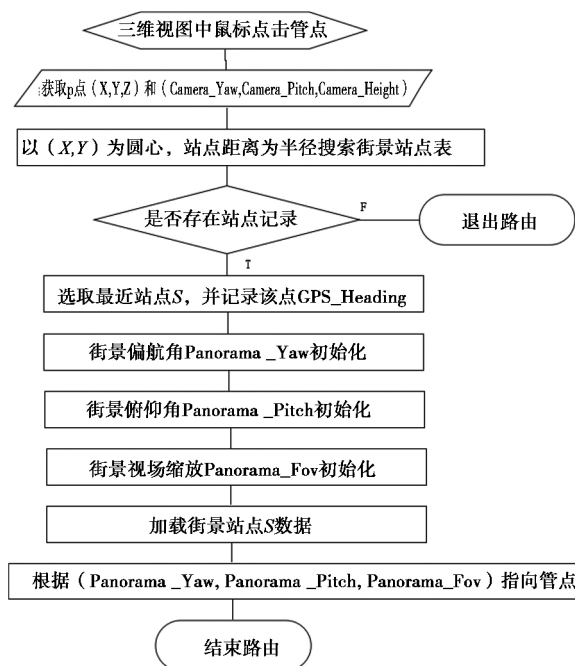 三维视图中鼠标点击管点
获取p点(X,Y,Z)和(Camera_Yaw,Camera_Pitch,Camera_Height)
以(X,Y)为圆心,站点距离为半径搜索街景站点表
是否存在站点记录
F
退出路由
T
选取最近站点S,并记录该点GPS_Heading
街景偏航角Panorama _Yaw初始化
街景俯仰角Panorama _Pitch初始化
街景视场缩放Panorama_Fov初始化
加载街景站点S数据
根据(Panorama _Yaw, Panorama _Pitch, Panorama_Fov)指向管点
结束路由